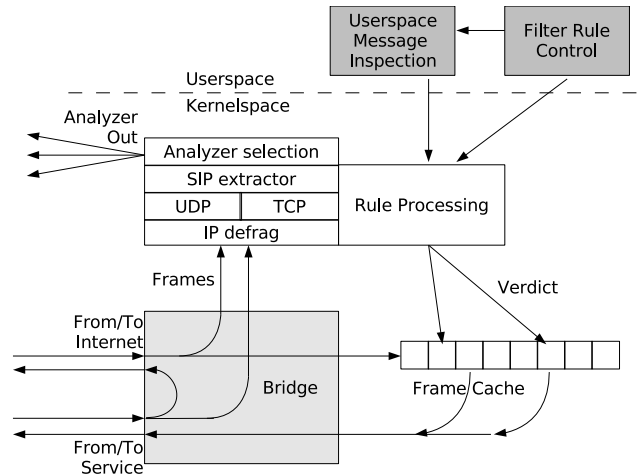 Userspace
Message
Inspection
Filter Rule
Control
Userspace
Kernelspace
Analyzer
Out
Analyzer selection
SIP extractor
UDP
TCP
IP defrag
Rule Processing
Frames
Verdict
From/To
Internet
Bridge
Frame Cache
From/To
Service